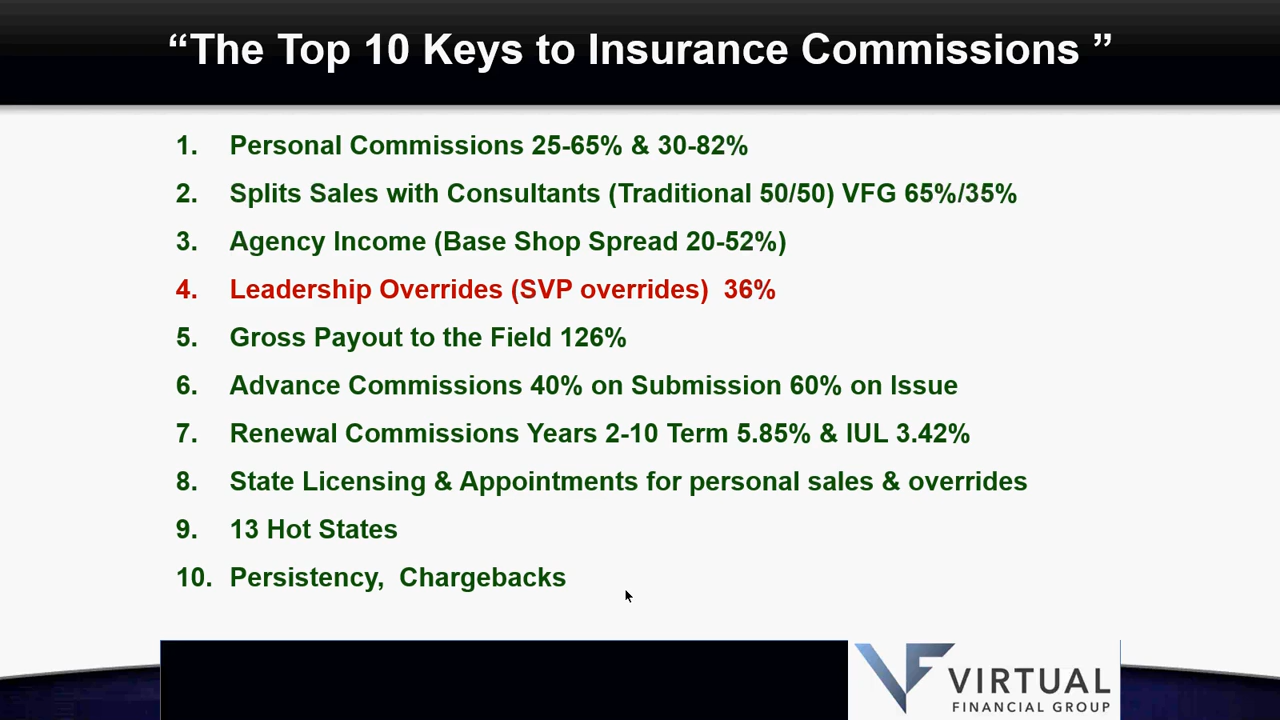 “The Top 10 Keys to Insurance Commissions ”
1. Personal Commissions 25-65% & 30-82%
2. Splits Sales with Consultants (Traditional 50/50) VFG 65%/35%
3. Agency Income (Base Shop Spread 20-52%)
4. Leadership Overrides (SVP overrides)  36%
5. Gross Payout to the Field 126%
6. Advance Commissions 40% on Submission 60% on Issue
7. Renewal Commissions Years 2-10 Term 5.85% & IUL 3.42%
8. State Licensing & Appointments for personal sales & overrides
9. 13 Hot States
10. Persistency,  Chargebacks
VF VIRTUAL
FINANCIAL GROUP